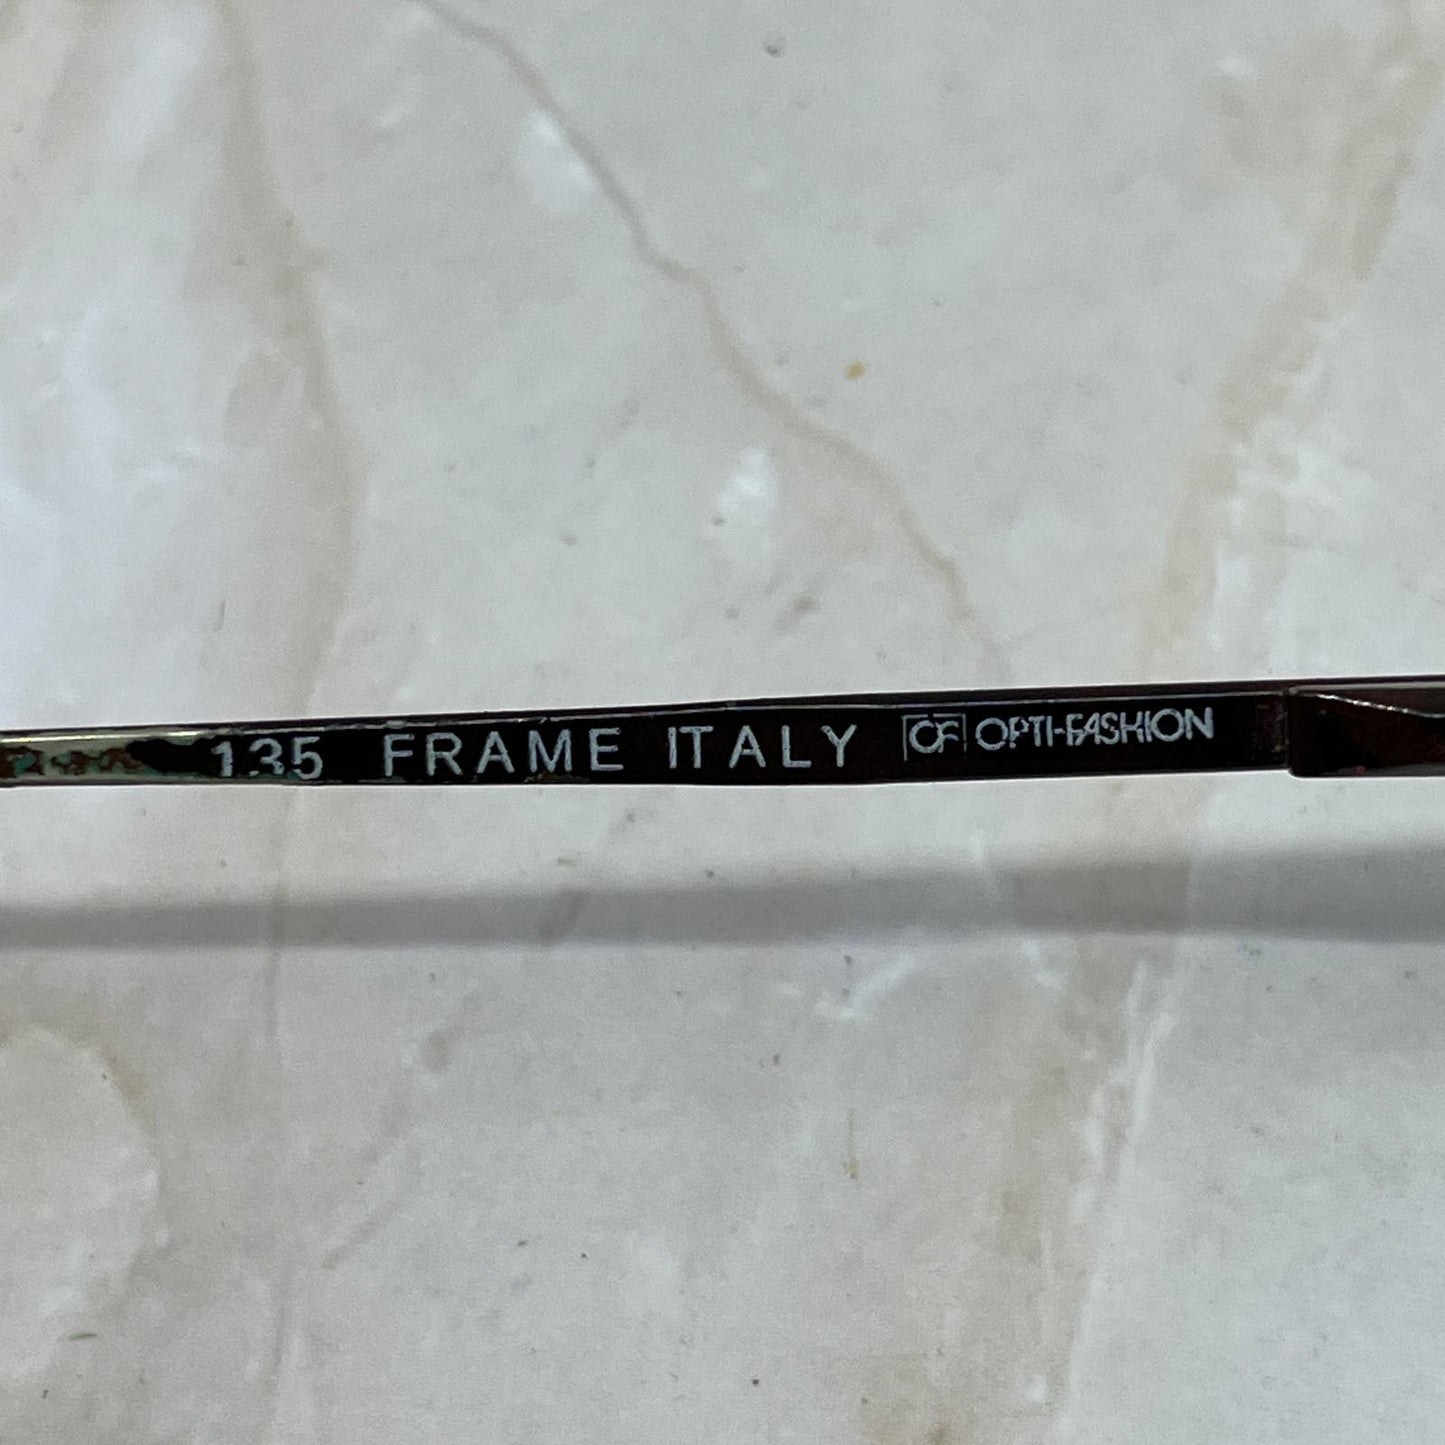 135 FRAME ITALY OF OPTI-FASHION